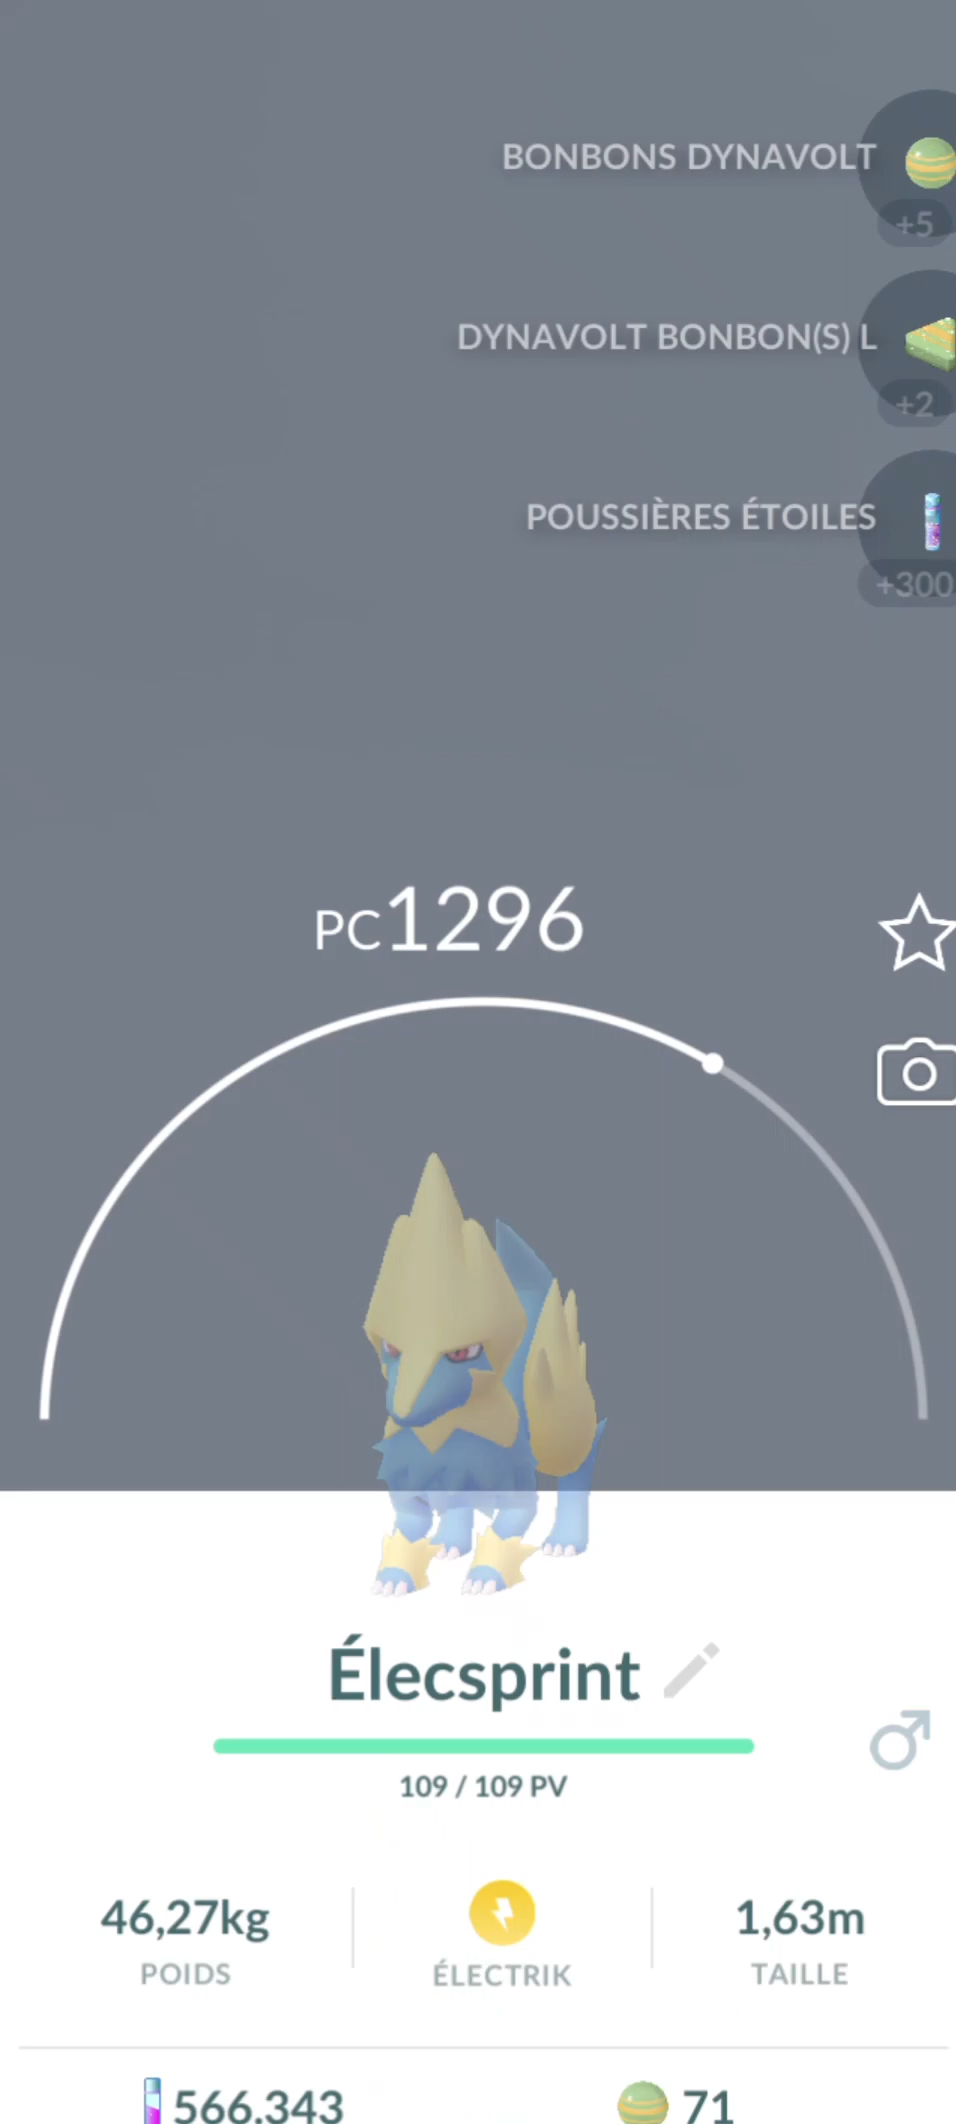 BONBONS DYNAVOLT
+5
DYNAVOLT BONBON(S) L
+2
POUSSIÈRES ÉTOILES
+300
PC1296
Élecsprint
109 / 109 PV
46,27kg
POIDS
ÉLECTRIK
1,63m
TAILLE
566,343
71